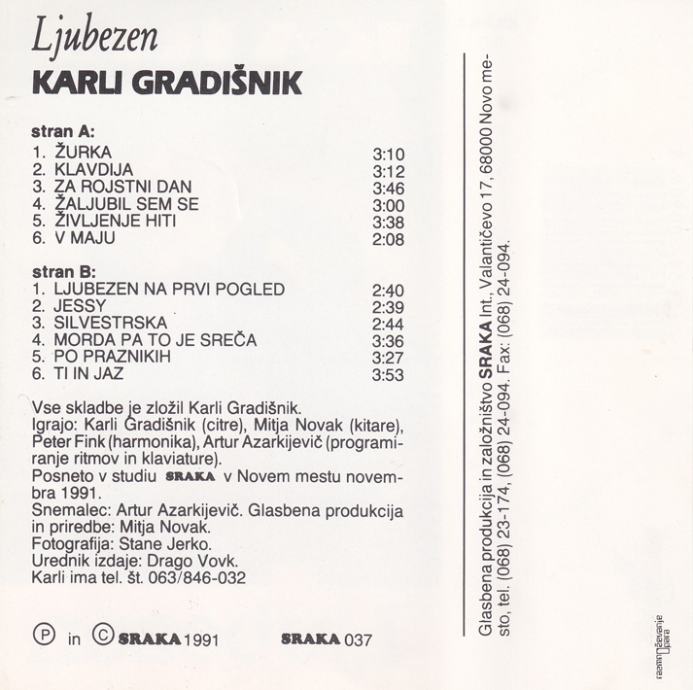 Ljubezen
KARLI GRADIŠNIK
stran A:
1. ŽURKA 3:10
2. KLAVDIJA 3:12
3. ZA ROJSTNI DAN 3:46
4. ŽALJUBIL SEM SE 3:00
5. ŽIVLJENJE HITI 3:38
6. V MAJU 2:08
stran B:
1. LJUBEZEN NA PRVI POGLED 2:40
2. JESSY 2:39
3. SILVESTRSKA 2:44
4. MORDA PA TO JE SREČA 3:36
5. PO PRAZNIKIH 3:27
6. TI IN JAZ 3:53
Vse skladbe je zložil Karli Gradišnik.
Igrajo: Karli Gradišnik (citre), Mitja Novak (kitare),
Peter Fink (harmonika), Artur Azarkijevič (programi-
ranje ritmov in klaviature).
Posneto v studiu SRAKA v Novem mestu novem-
bra 1991.
Snemalec: Artur Azarkijevič. Glasbena produkcija
in priredbe: Mitja Novak.
Fotografija: Stane Jerko.
Urednik izdaje: Drago Vovk.
Karli ima tel. št. 063/846-032
Ⓟ in © SRAKA 1991 SRAKA 037
Glasbena produkcija in založništvo SRAKA Int., Valantičevo 17, 68000 Novo me-
sto, tel. (068) 23-174, (068) 24-094. Fax: (068) 24-094.